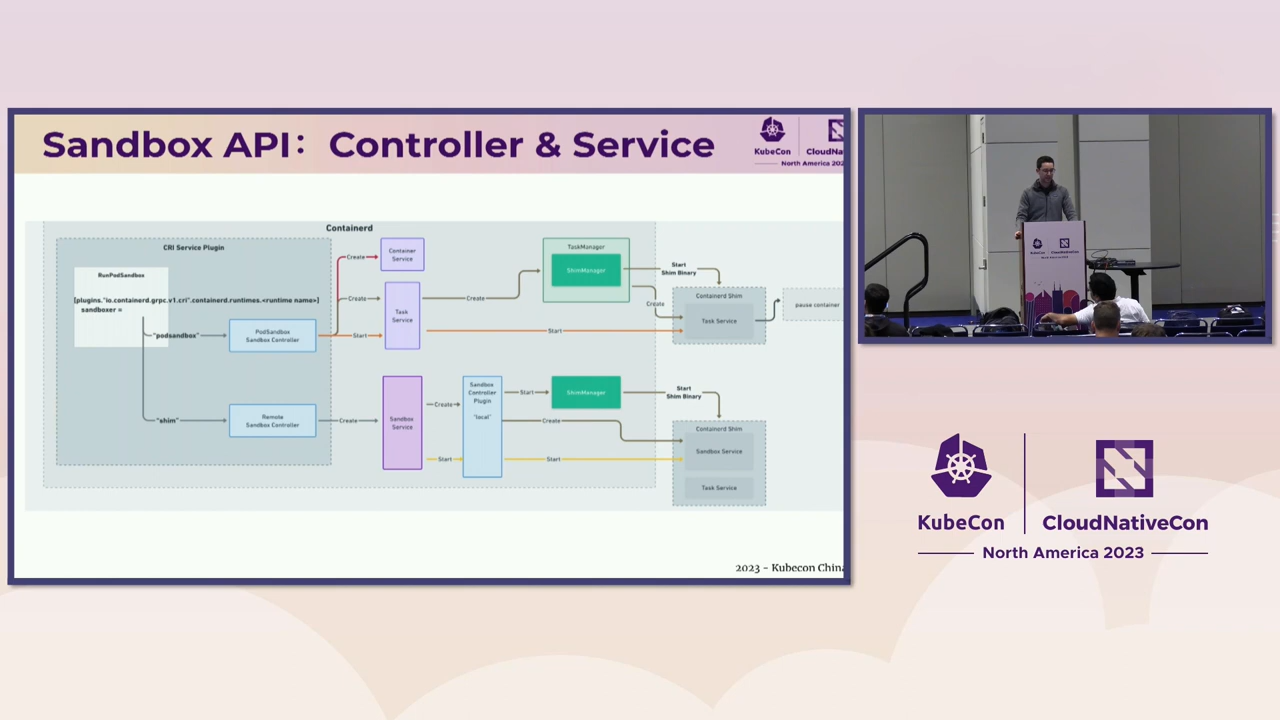 Sandbox API: Controller & Service
KubeCon
CloudNa
North America 202
Containerd
CRI Service Plugin
RunPodSandbox
[plugins."io.containerd.grpc.v1.cri".containerd.runtimes.<runtime name>]
sandboxer =
"podsandbox"
PodSandbox
Sandbox Controller
"shim"
Remote
Sandbox Controller
Create
Container
Service
Create
Task
Service
Start
Create
TaskManager
ShimManager
Start
Shim Binary
Create
Containerd Shim
Task Service
pause container
Start
Create
Sandbox
Service
Create
Start
Sandbox
Controller
Plugin
"local"
Start
ShimManager
Start
Shim Binary
Create
Start
Containerd Shim
Sandbox Service
Task Service
2023 - Kubecon China
KubeCon
CloudNativeCon
North America 2023